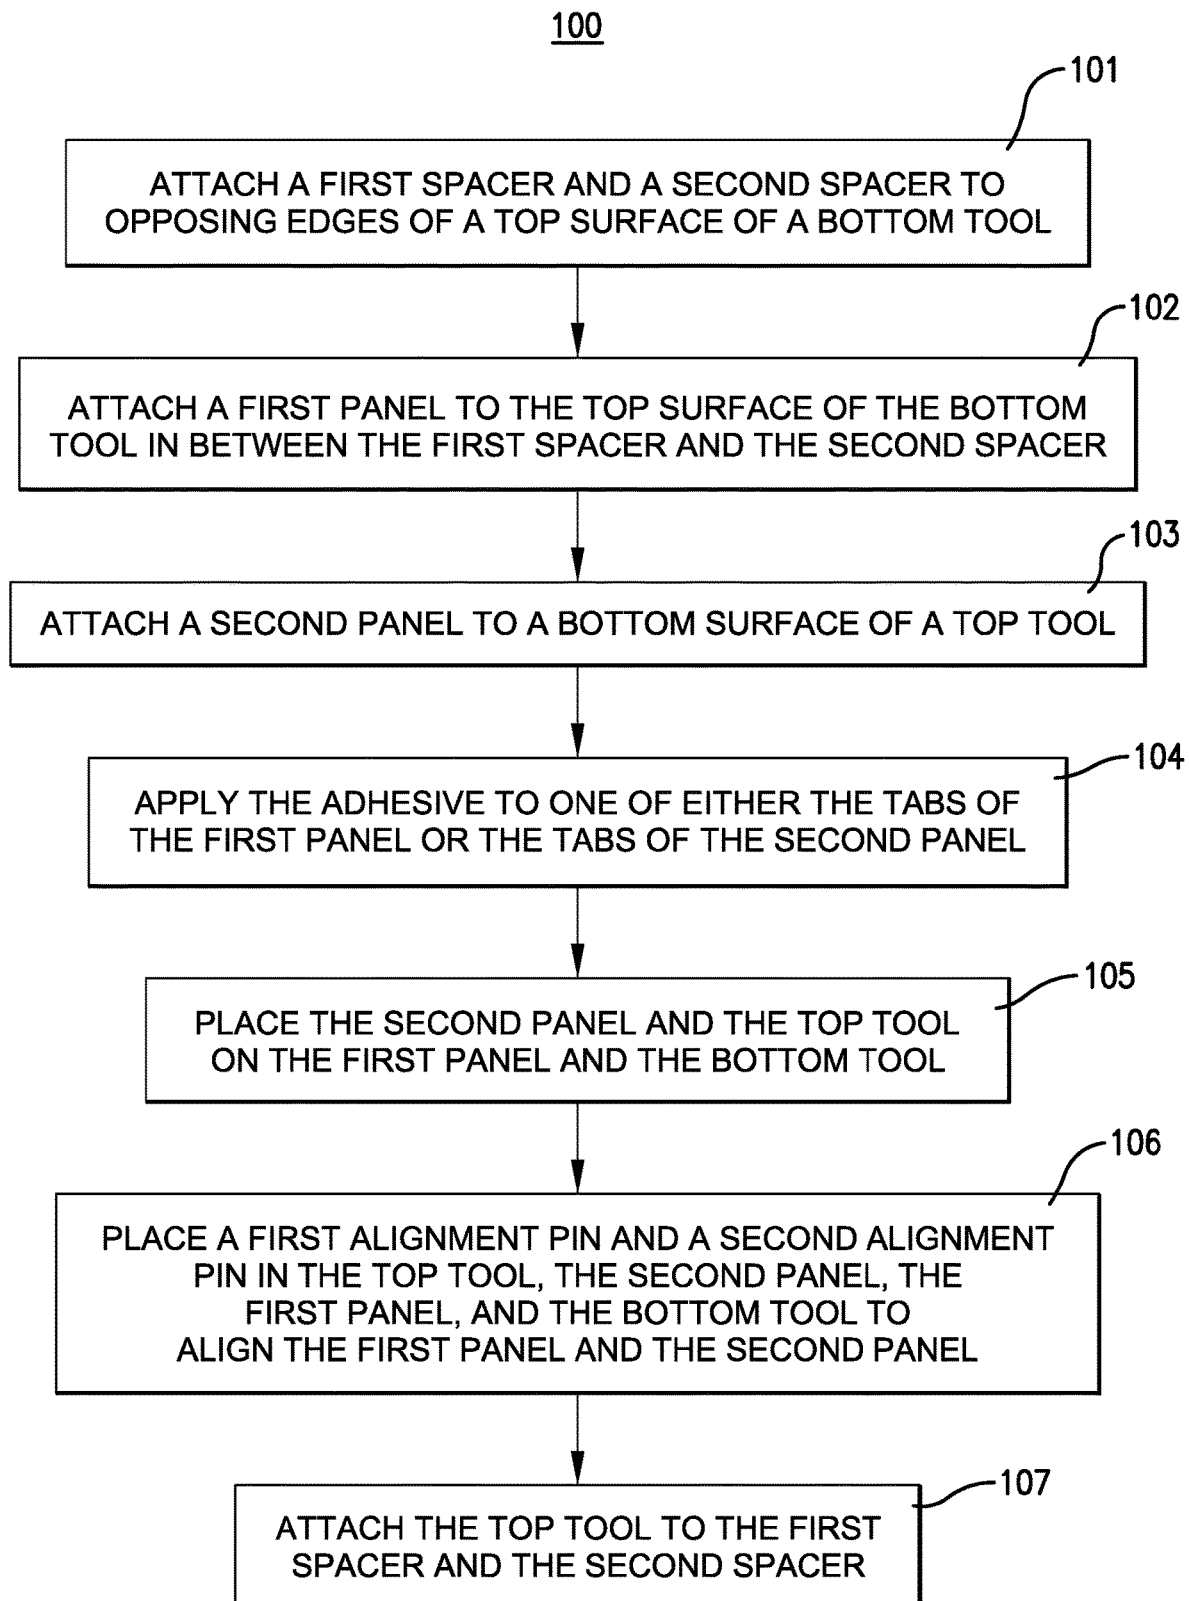 100
101
ATTACH A FIRST SPACER AND A SECOND SPACER TO
OPPOSING EDGES OF A TOP SURFACE OF A BOTTOM TOOL
102
ATTACH A FIRST PANEL TO THE TOP SURFACE OF THE BOTTOM
TOOL IN BETWEEN THE FIRST SPACER AND THE SECOND SPACER
103
ATTACH A SECOND PANEL TO A BOTTOM SURFACE OF A TOP TOOL
104
APPLY THE ADHESIVE TO ONE OF EITHER THE TABS OF
THE FIRST PANEL OR THE TABS OF THE SECOND PANEL
105
PLACE THE SECOND PANEL AND THE TOP TOOL
ON THE FIRST PANEL AND THE BOTTOM TOOL
106
PLACE A FIRST ALIGNMENT PIN AND A SECOND ALIGNMENT
PIN IN THE TOP TOOL, THE SECOND PANEL, THE
FIRST PANEL, AND THE BOTTOM TOOL TO
ALIGN THE FIRST PANEL AND THE SECOND PANEL
107
ATTACH THE TOP TOOL TO THE FIRST
SPACER AND THE SECOND SPACER